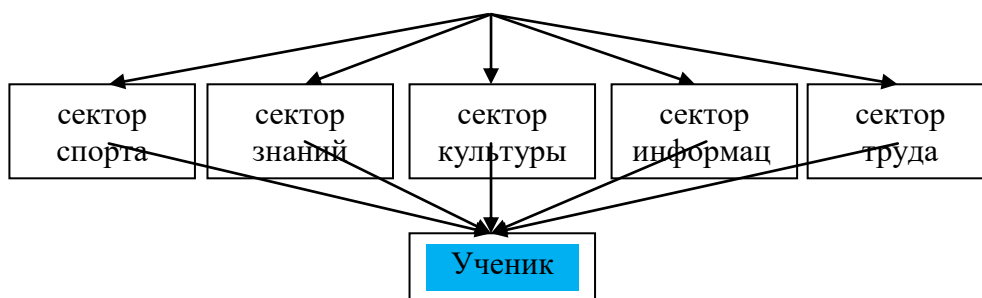 сектор
спорта
сектор
знаний
сектор
культуры
сектор
информац
сектор
труда
Ученик